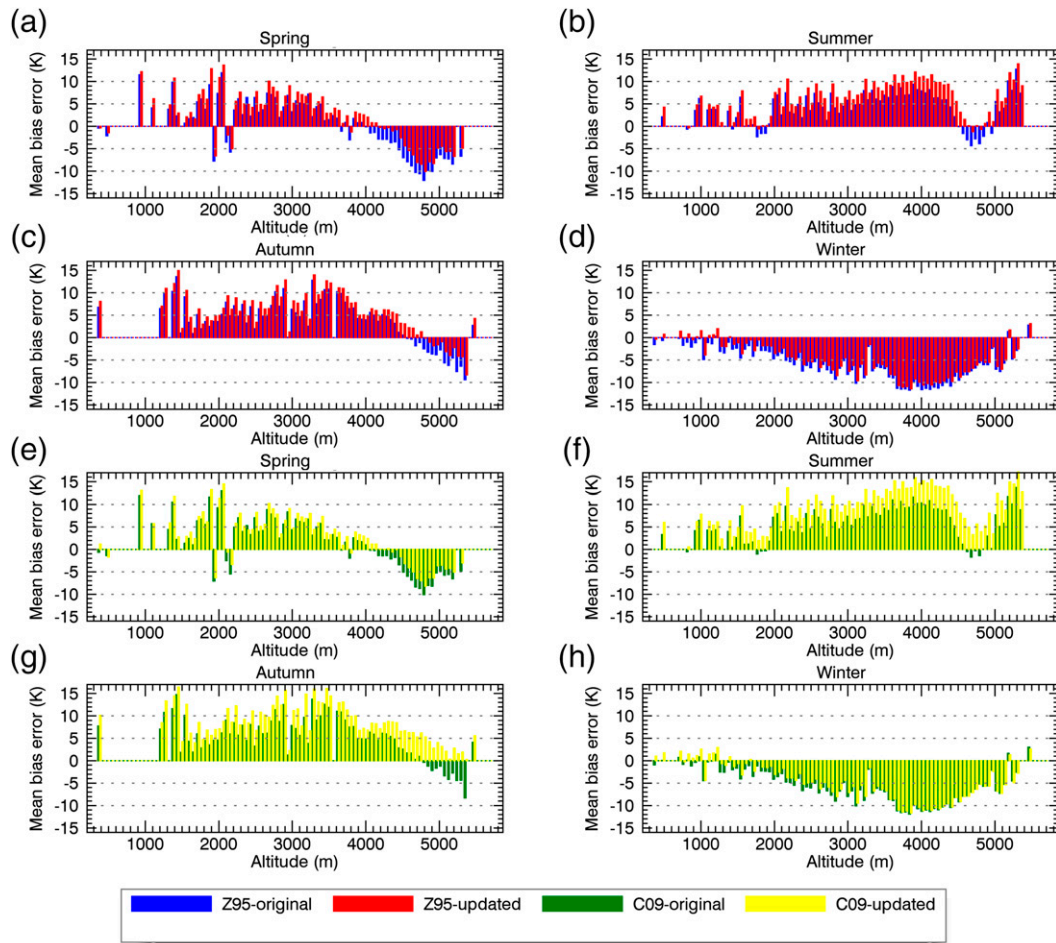 (a)
Spring
Mean bias error (K)
15
10
5
0
-5
-10
-15
1000 2000 3000 4000 5000
Altitude (m)
(b)
Summer
Mean bias error (K)
15
10
5
0
-5
-10
-15
1000 2000 3000 4000 5000
Altitude (m)
(c)
Autumn
Mean bias error (K)
15
10
5
0
-5
-10
-15
1000 2000 3000 4000 5000
Altitude (m)
(d)
Winter
Mean bias error (K)
15
10
5
0
-5
-10
-15
1000 2000 3000 4000 5000
Altitude (m)
(e)
Spring
Mean bias error (K)
15
10
5
0
-5
-10
-15
1000 2000 3000 4000 5000
Altitude (m)
(f)
Summer
Mean bias error (K)
15
10
5
0
-5
-10
-15
1000 2000 3000 4000 5000
Altitude (m)
(g)
Autumn
Mean bias error (K)
15
10
5
0
-5
-10
-15
1000 2000 3000 4000 5000
Altitude (m)
(h)
Winter
Mean bias error (K)
15
10
5
0
-5
-10
-15
1000 2000 3000 4000 5000
Altitude (m)
Z95-original Z95-updated C09-original C09-updated